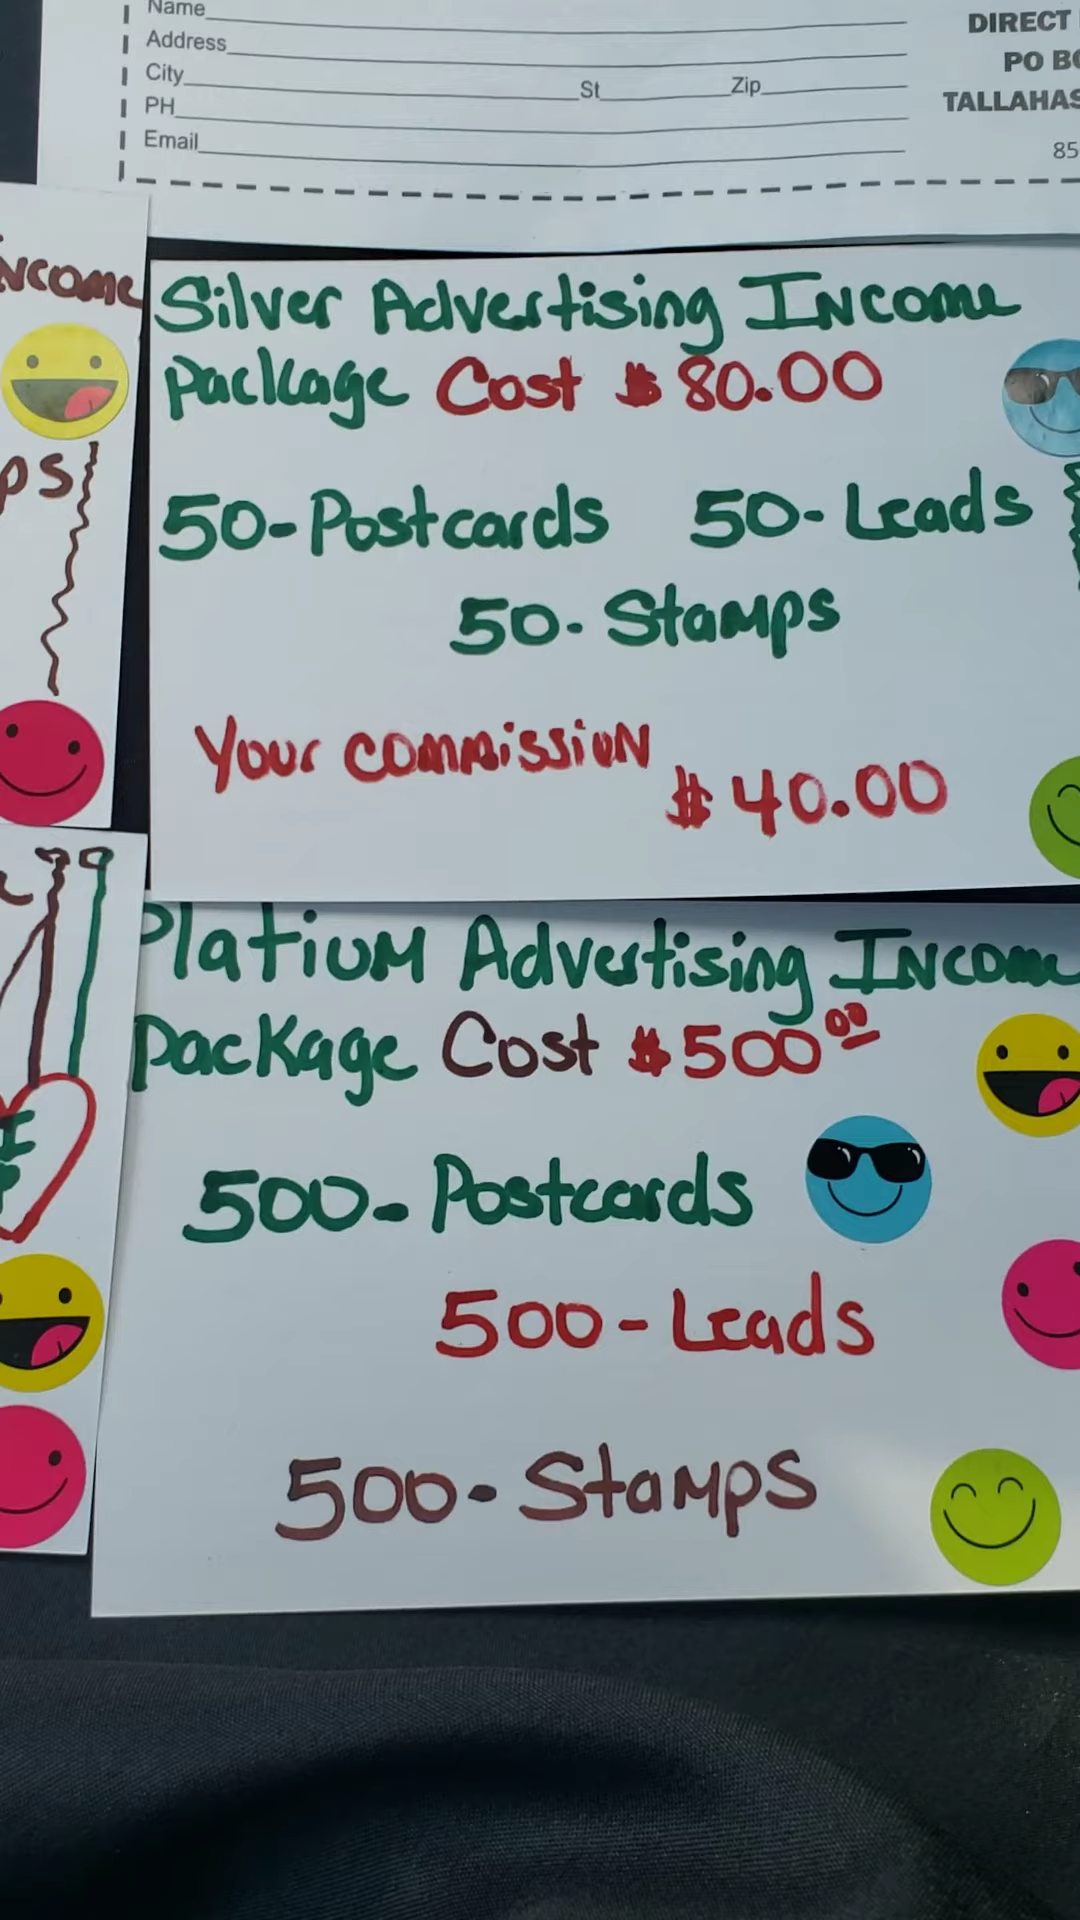 Name
Address
City St Zip
PH
Email
DIRECT
PO
TALLAHAS
85
NCOME
PS
Silver Advertising INcome
Package Cost $80.00
50-Postcards 50-Leads
50-Stamps
Your commission
$40.00
PlatiuM Advertising INcome
Package Cost $500.00
500-Postcards
500-Leads
500-Stamps